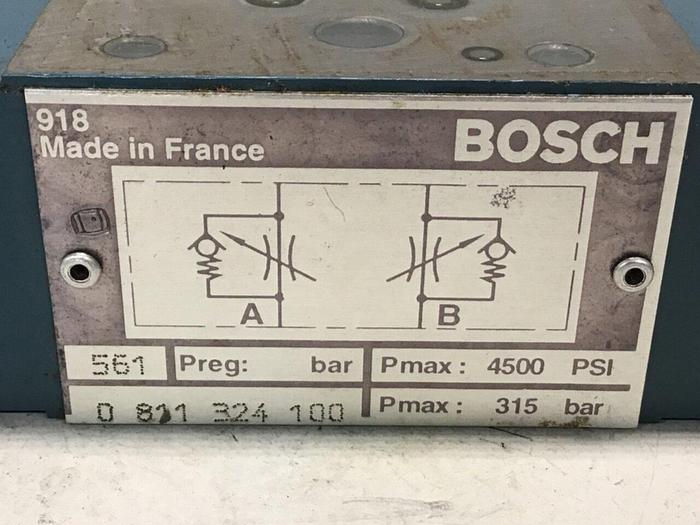 918
Made in France
BOSCH
A
B
561
Preg: bar
Pmax: 4500 PSI
0 811 324 100
Pmax: 315 bar